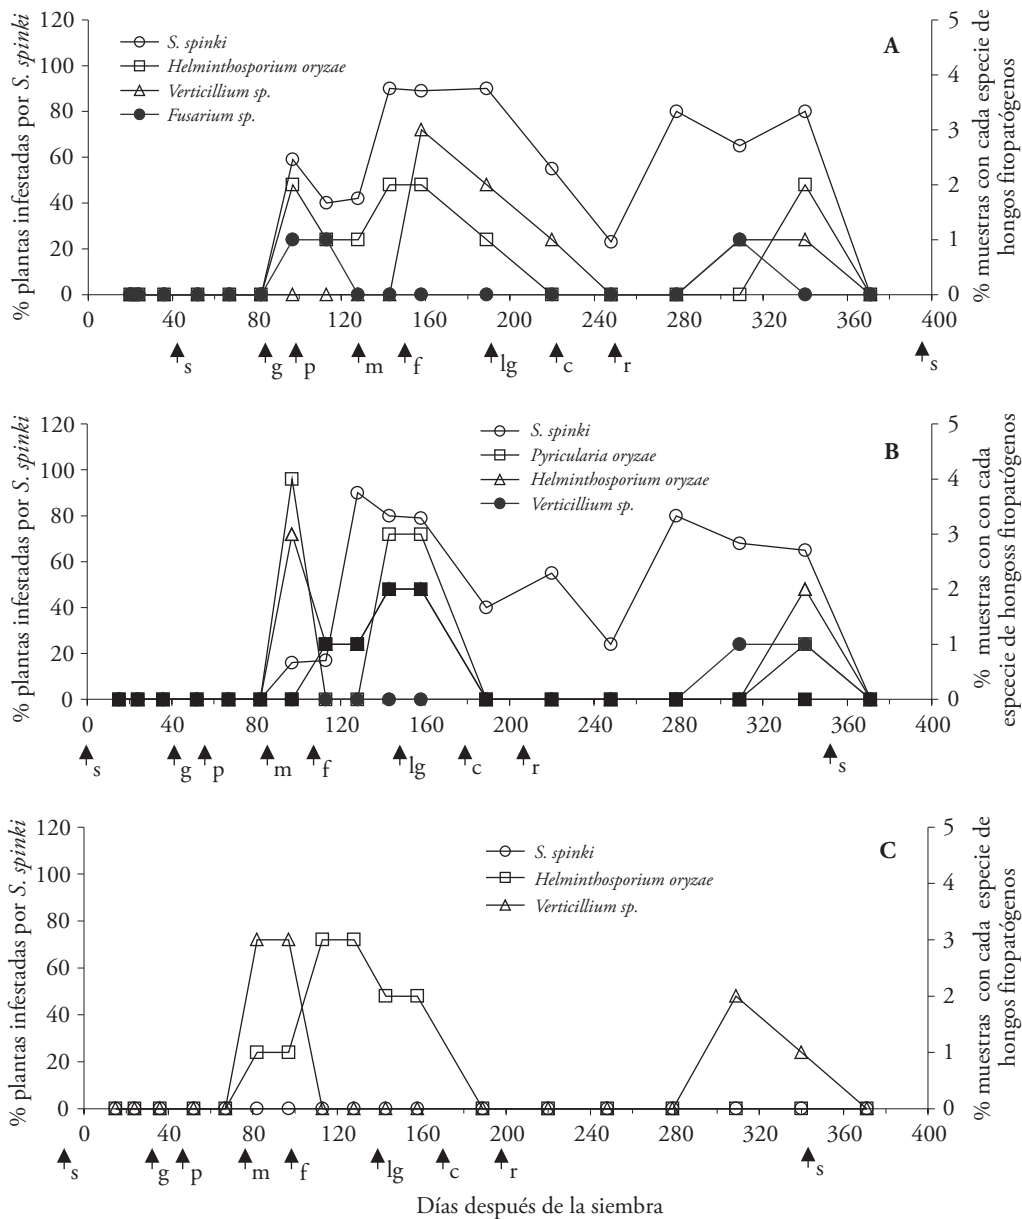 % plantas infestadas por S. spinki
120
100
80
60
40
20
0
S. spinki
Helminthosporium oryzae
Verticillium sp.
Fusarium sp.
A
5
4
3
2
1
0
% muestras con cada especie de
hongos fitopatógenos
0 40 80 120 160 200 240 280 320 360 400
s g p m f lg c r s
% plantas infestadas por S. spinki
120
100
80
60
40
20
0
S. spinki
Pyricularia oryzae
Helminthosporium oryzae
Verticillium sp.
B
5
4
3
2
1
0
% muestras con con cada
espcecie de hongoss fitopatógenos
0 40 80 120 160 200 240 280 320 360 400
s g p m f lg c r s
% plantas infestadas por S. spinki
120
100
80
60
40
20
0
S. spinki
Helminthosporium oryzae
Verticillium sp.
C
5
4
3
2
1
0
% muestras con cada especie de
hongos fitopatógenos
0 40 80 120 160 200 240 280 320 360 400
s g p m f lg c r s
Días después de la siembra